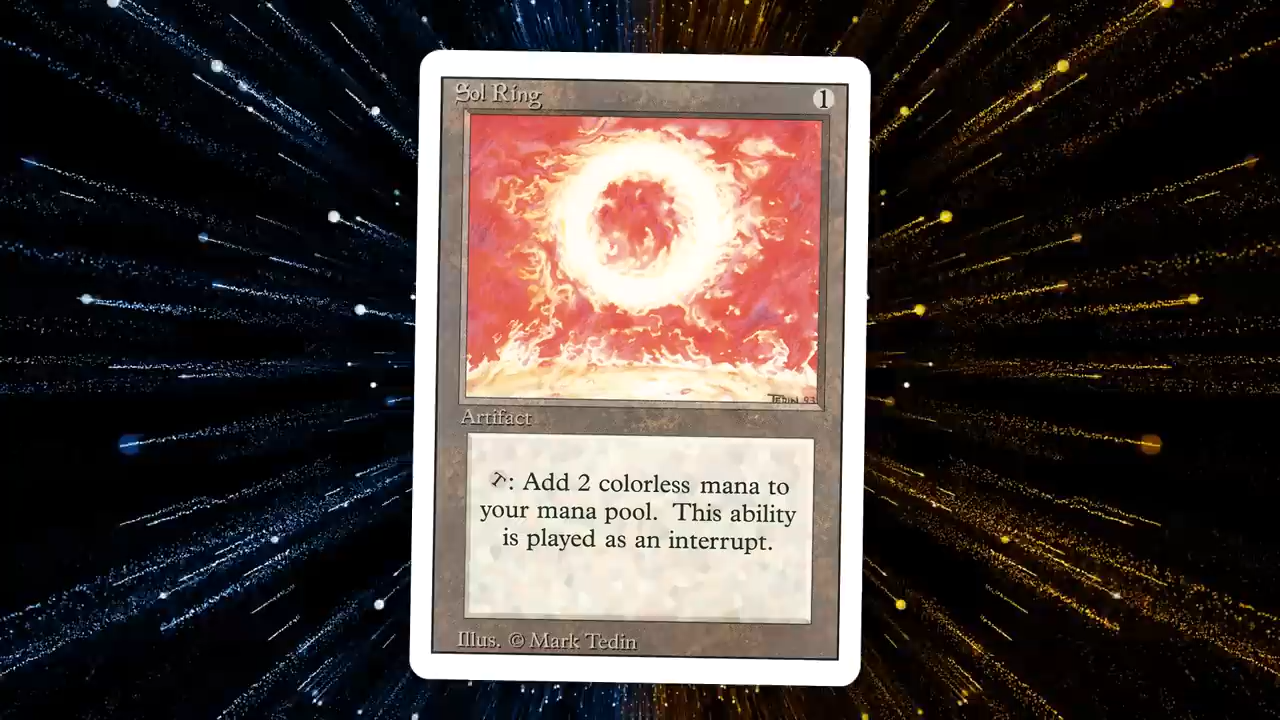 Sol Ring
1
TEDIN 93
Artifact
T: Add 2 colorless mana to
your mana pool. This ability
is played as an interrupt.
Illus. © Mark Tedin